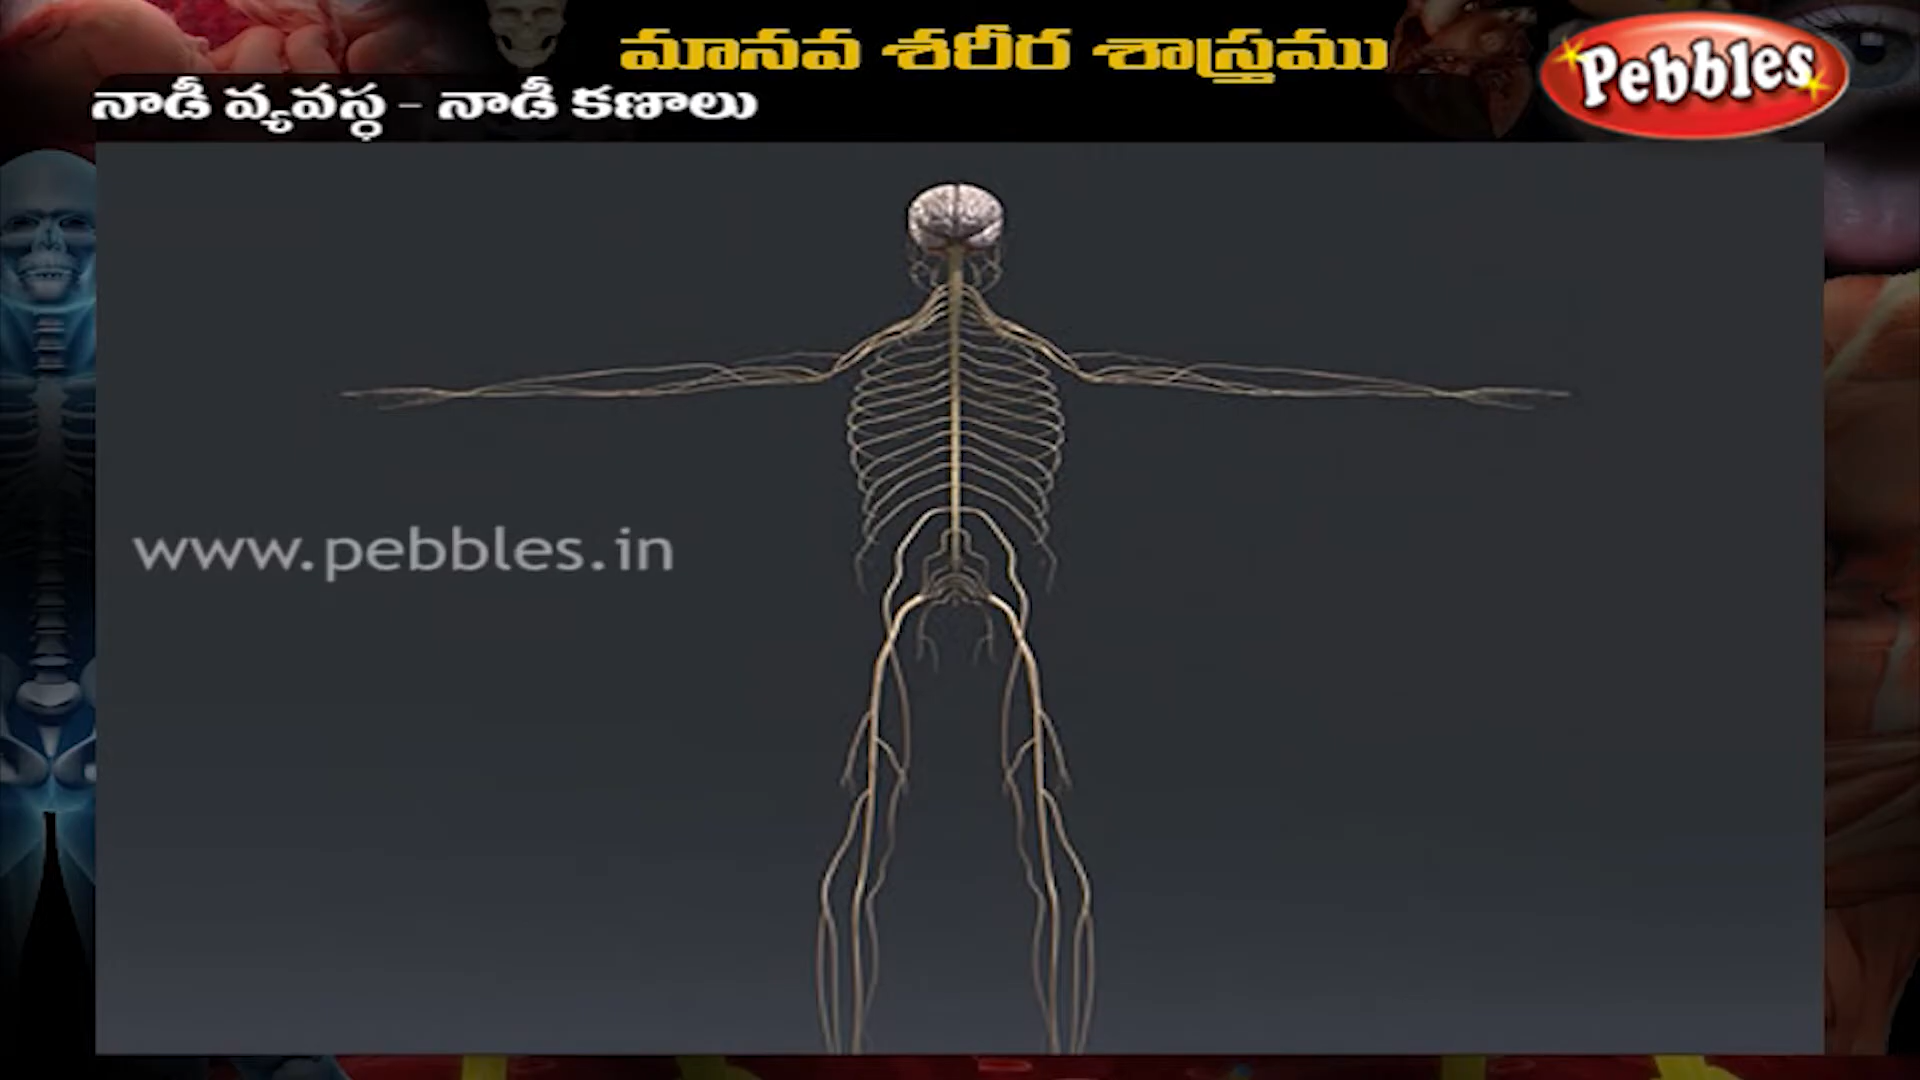 మానవ శరీర శాస్త్రము
Pebbles
నాడీ వ్యవస్థ - నాడీ కణాలు
www.pebbles.in